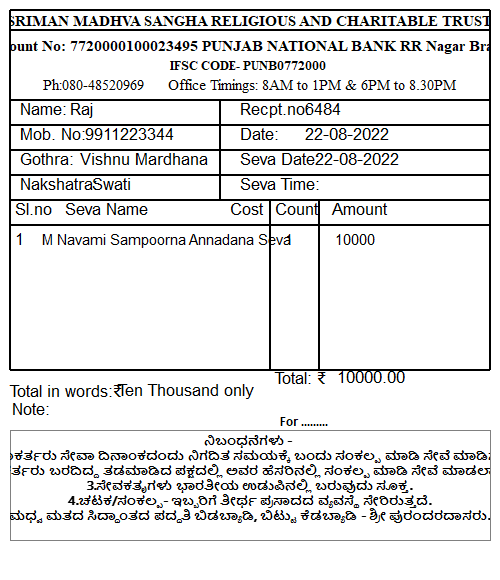 SRIMAN MADHVA SANGHA RELIGIOUS AND CHARITABLE TRUST
ount No: 7720000100023495 PUNJAB NATIONAL BANK RR Nagar Bra
IFSC CODE- PUNB0772000
Ph:080-48520969 Office Timings: 8AM to 1PM & 6PM to 8.30PM
Name: Raj Recpt.no6484
Mob. No:9911223344 Date: 22-08-2022
Gothra: Vishnu Mardhana Seva Date22-08-2022
NakshatraSwati Seva Time:
Sl.no Seva Name Cost Count Amount
1 M Navami Sampoorna Annadana Seva 1 10000
Total: ₹ 10000.00
Total in words:₹Ten Thousand only
Note:
For .........
ನಿಬಂಧನೆಗಳು -
ಕರ್ತರು ಸೇವಾ ದಿನಾಂಕದಂದು ನಿಗದಿತ ಸಮಯಕ್ಕೆ ಬಂದು ಸಂಕಲ್ಪ ಮಾಡಿ ಸೇವೆ ಮಾಡಿಸ
ರ್ತರು ಬರದಿದ್ದ ತಡಮಾಡಿದ ಪಕ್ಷದಲ್ಲಿ ಅವರ ಹೆಸರಿನಲ್ಲಿ ಸಂಕಲ್ಪ ಮಾಡಿ ಸೇವೆ ಮಾಡಲಾ
3.ಸೇವಕರ್ತೃಗಳು ಭಾರತೀಯ ಉಡುಪಿನಲ್ಲಿ ಬರುವುದು ಸೂಕ್ತ.
4.ಚಟಕ/ಸಂಕಲ್ಪ- ಇಬ್ಬರಿಗೆ ತೀರ್ಥ ಪ್ರಸಾದದ ವ್ಯವಸ್ಥೆ ಸೇರಿರುತ್ತದೆ.
ಮಧ್ವ ಮತದ ಸಿದ್ಧಾಂತದ ಪದ್ದತಿ ಬಿಡಬ್ಯಾಡಿ, ಬಿಟ್ಟು ಕೆಡಬ್ಯಾಡಿ - ಶ್ರೀ ಪುರಂದರದಾಸರು.